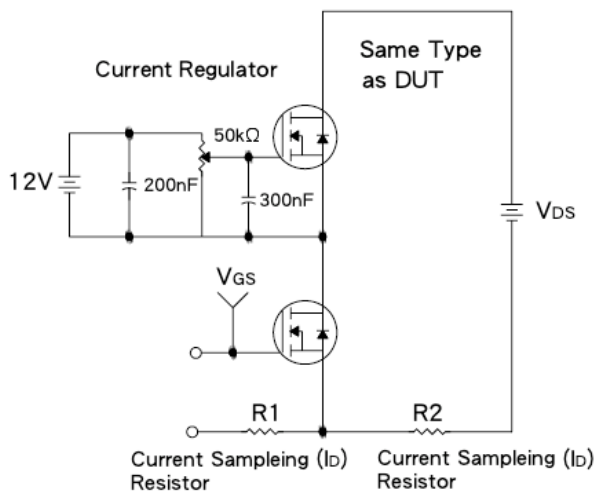 Same Type
as DUT
Current Regulator
50kΩ
12V
200nF
300nF
VDS
VGS
R1
R2
Current Sampleing (ID)
Resistor
Current Sampleing (ID)
Resistor